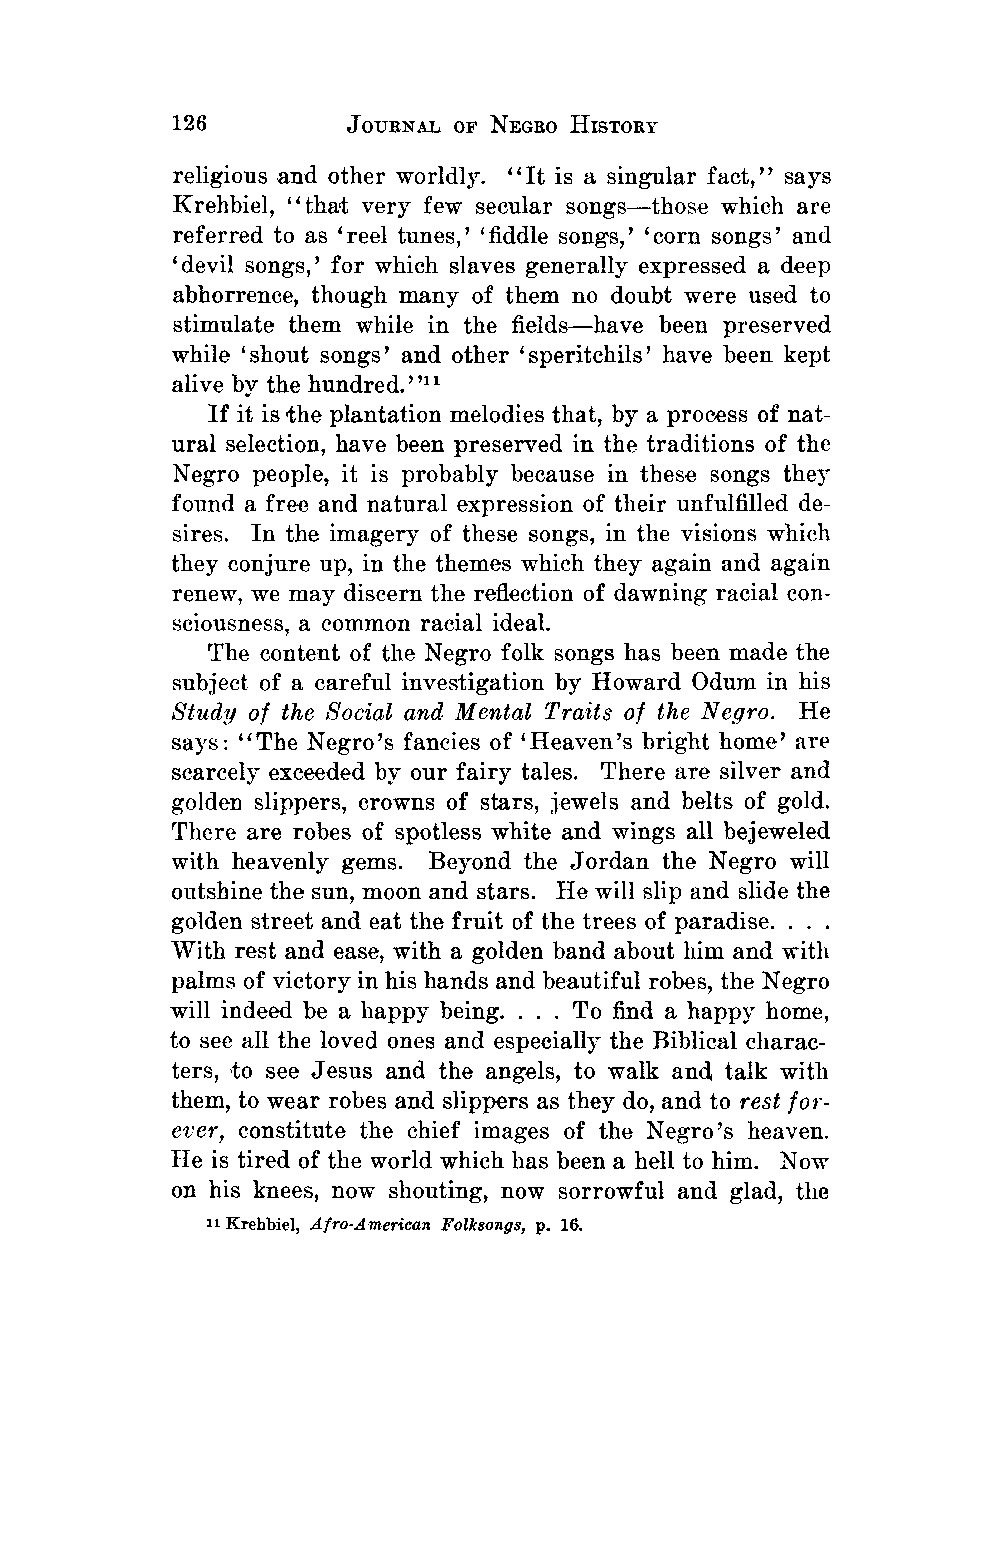 126 JOURNAL OF NEGRO HISTORY
religious and other worldly. "It is a singular fact," says
Krehbiel, "that very few secular songs—those which are
referred to as 'reel tunes,' 'fiddle songs,' 'corn songs' and
'devil songs,' for which slaves generally expressed a deep
abhorrence, though many of them no doubt were used to
stimulate them while in the fields—have been preserved
while 'shout songs' and other 'speritchils' have been kept
alive by the hundred."¹¹
If it is the plantation melodies that, by a process of nat-
ural selection, have been preserved in the traditions of the
Negro people, it is probably because in these songs they
found a free and natural expression of their unfulfilled de-
sires. In the imagery of these songs, in the visions which
they conjure up, in the themes which they again and again
renew, we may discern the reflection of dawning racial con-
sciousness, a common racial ideal.
The content of the Negro folk songs has been made the
subject of a careful investigation by Howard Odum in his
Study of the Social and Mental Traits of the Negro. He
says: "The Negro's fancies of 'Heaven's bright home' are
scarcely exceeded by our fairy tales. There are silver and
golden slippers, crowns of stars, jewels and belts of gold.
There are robes of spotless white and wings all bejeweled
with heavenly gems. Beyond the Jordan the Negro will
outshine the sun, moon and stars. He will slip and slide the
golden street and eat the fruit of the trees of paradise. . . .
With rest and ease, with a golden band about him and with
palms of victory in his hands and beautiful robes, the Negro
will indeed be a happy being. . . . To find a happy home,
to see all the loved ones and especially the Biblical charac-
ters, to see Jesus and the angels, to walk and talk with
them, to wear robes and slippers as they do, and to rest for-
ever, constitute the chief images of the Negro's heaven.
He is tired of the world which has been a hell to him. Now
on his knees, now shouting, now sorrowful and glad, the
¹¹ Krehbiel, Afro-American Folksongs, p. 16.